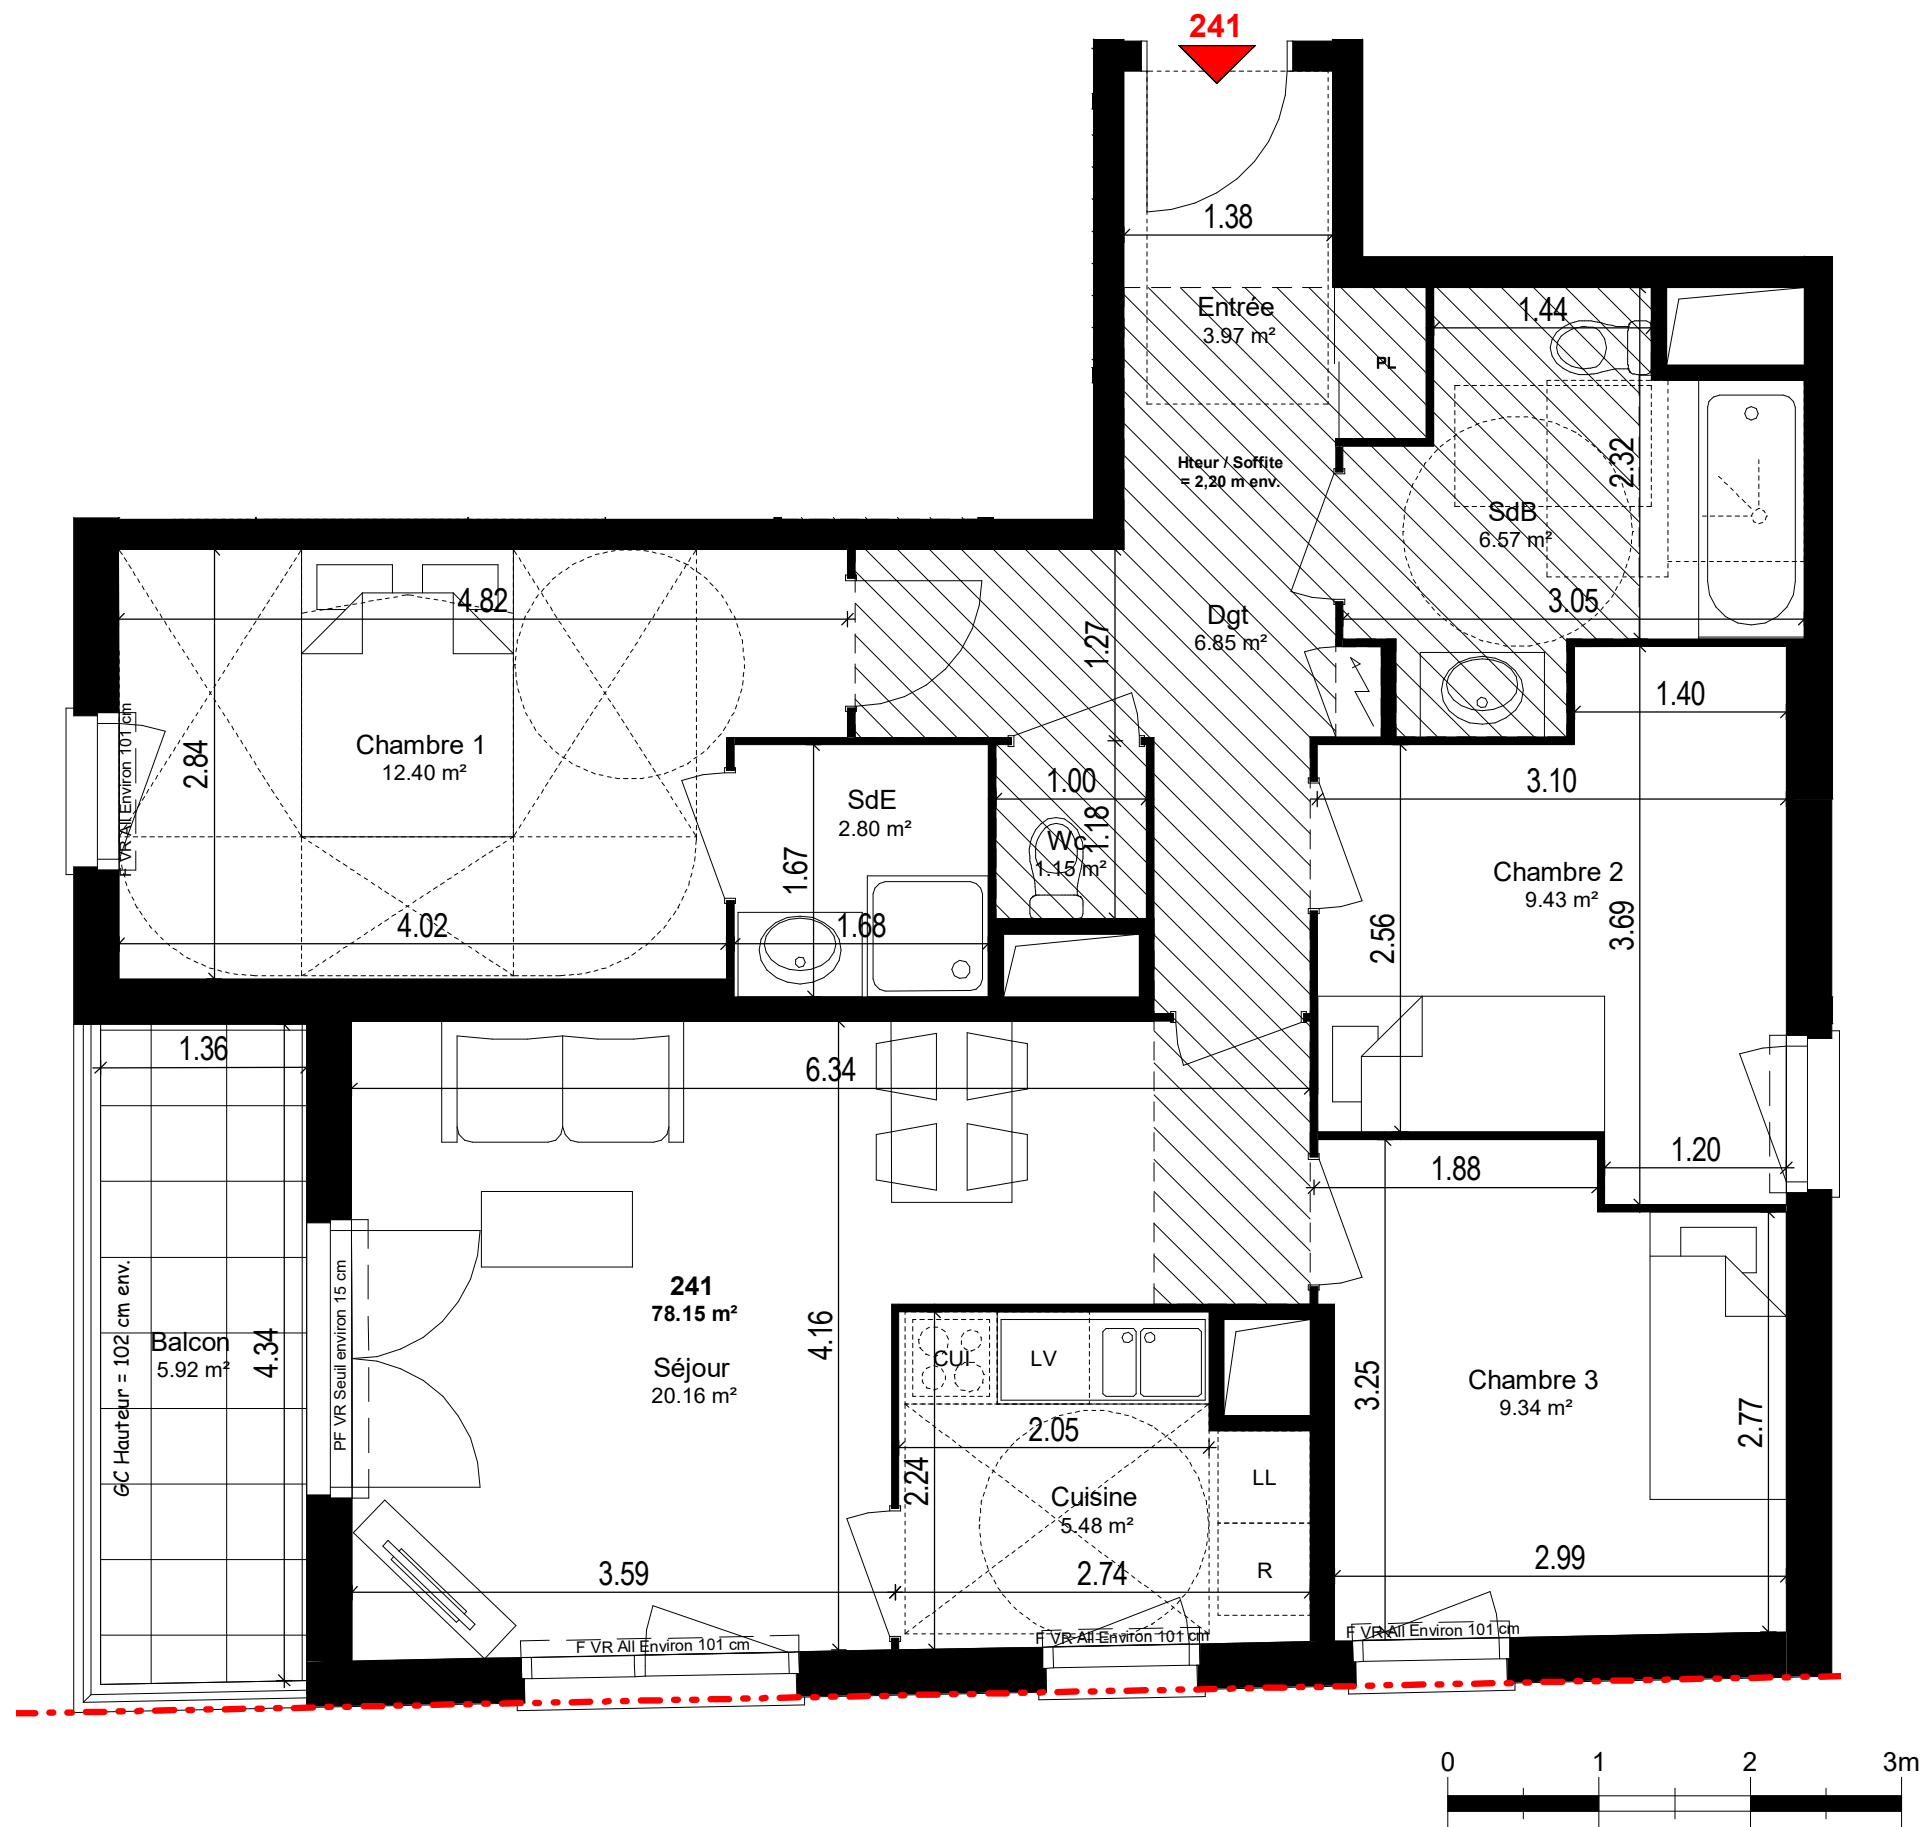 241
1.38
Entrée
3.97 m²
PL
1.44
Hteur / Soffite
= 2,20 m env.
2.32
SdB
6.57 m²
3.05
4.82
1.27
Dgt
6.85 m²
1.40
F VR All Environ 101 cm
2.84
Chambre 1
12.40 m²
SdE
2.80 m²
1.67
1.00
1.18
Wc
1.15 m²
3.10
Chambre 2
9.43 m²
2.56
3.69
4.02
1.68
1.36
6.34
1.88
1.20
GC Hauteur = 102 cm env.
Balcon
5.92 m²
4.34
PF VR Seuil environ 15 cm
241
78.15 m²
Séjour
20.16 m²
4.16
CUI
LV
2.05
2.24
Cuisine
5.48 m²
LL
R
3.25
Chambre 3
9.34 m²
2.77
3.59
2.74
2.99
F VR All Environ 101 cm
F VR All Environ 101 cm
F VR All Environ 101 cm
0 1 2 3m